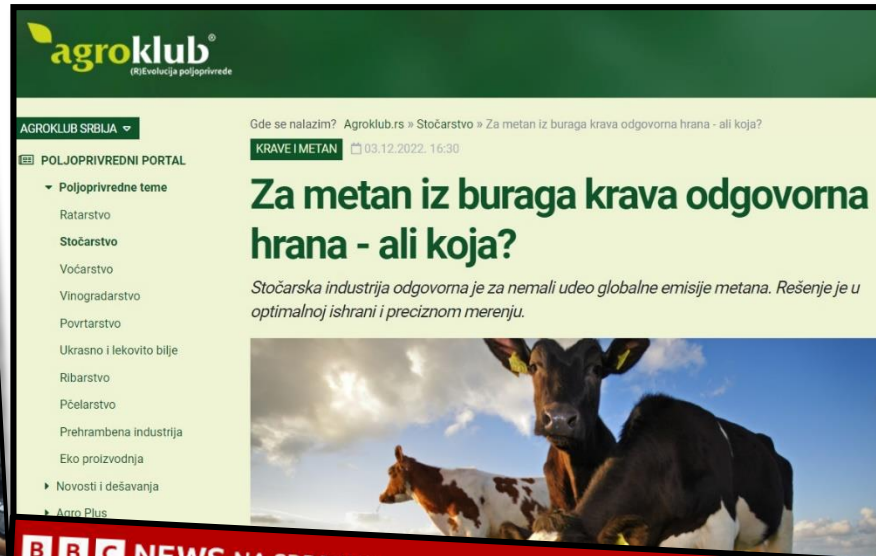 agroklub®
(R)Evolucija poljoprivrede
AGROKLUB SRBIJA
POLJOPRIVREDNI PORTAL
Poljoprivredne teme
Ratarstvo
Stočarstvo
Voćarstvo
Vinogradarstvo
Povrtarstvo
Ukrasno i lekovito bilje
Ribarstvo
Pčelarstvo
Prehrambena industrija
Eko proizvodnja
Novosti i dešavanja
Agro Plus
Gde se nalazim? Agroklub.rs » Stočarstvo » Za metan iz buraga krava odgovorna hrana - ali koja?
KRAVE I METAN 03.12.2022. 16:30
Za metan iz buraga krava odgovorna
hrana - ali koja?
Stočarska industrija odgovorna je za nemali udeo globalne emisije metana. Rešenje je u
optimalnoj ishrani i preciznom merenju.
BBC NEWS NA